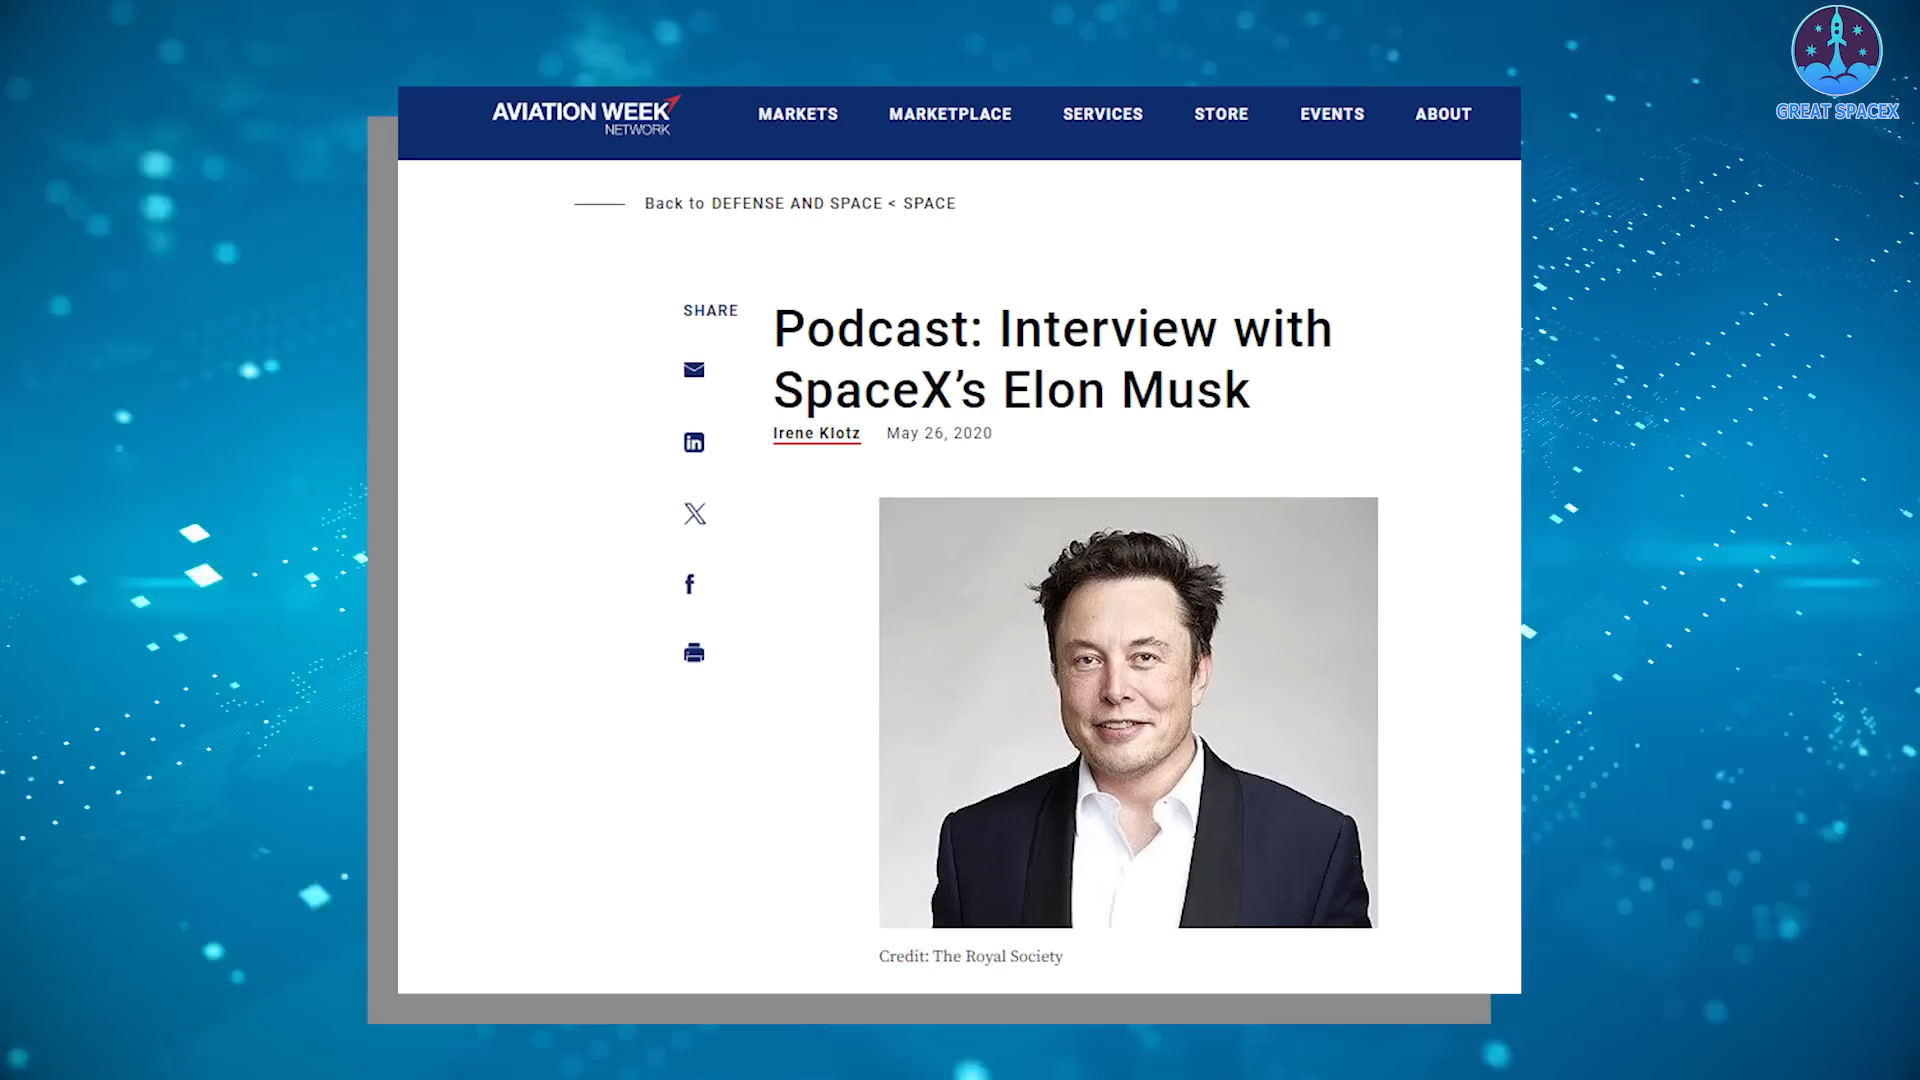 GREAT SPACEX
AVIATION WEEK
NETWORK
MARKETS
MARKETPLACE
SERVICES
STORE
EVENTS
ABOUT
Back to DEFENSE AND SPACE < SPACE
SHARE
Podcast: Interview with
SpaceX’s Elon Musk
Irene Klotz
May 26, 2020
Credit: The Royal Society